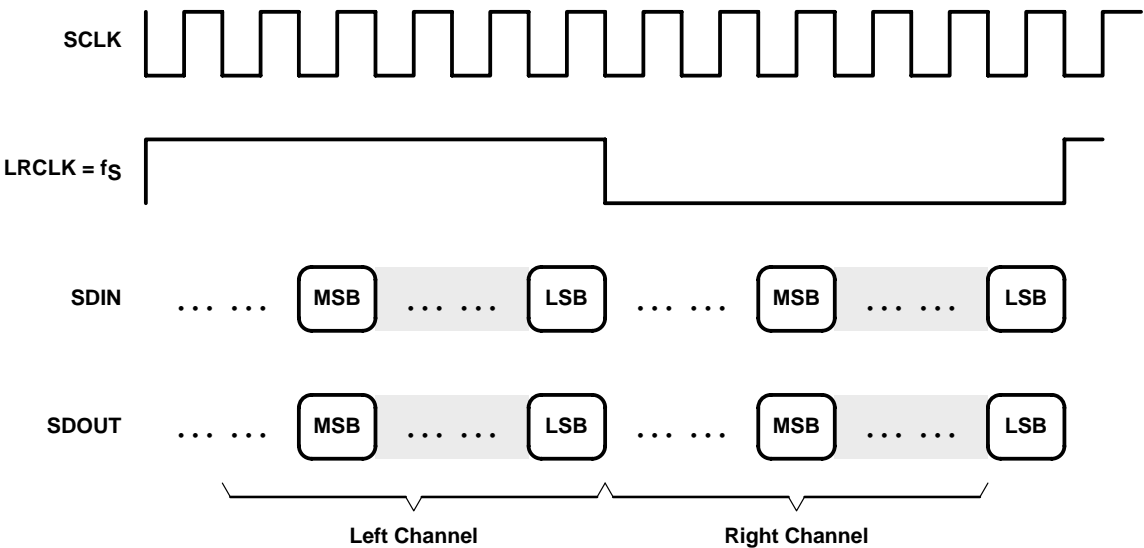 SCLK
LRCLK = fS
SDIN ... ... MSB ... ... LSB ... ... MSB ... ... LSB
SDOUT ... ... MSB ... ... LSB ... ... MSB ... ... LSB
Left Channel Right Channel